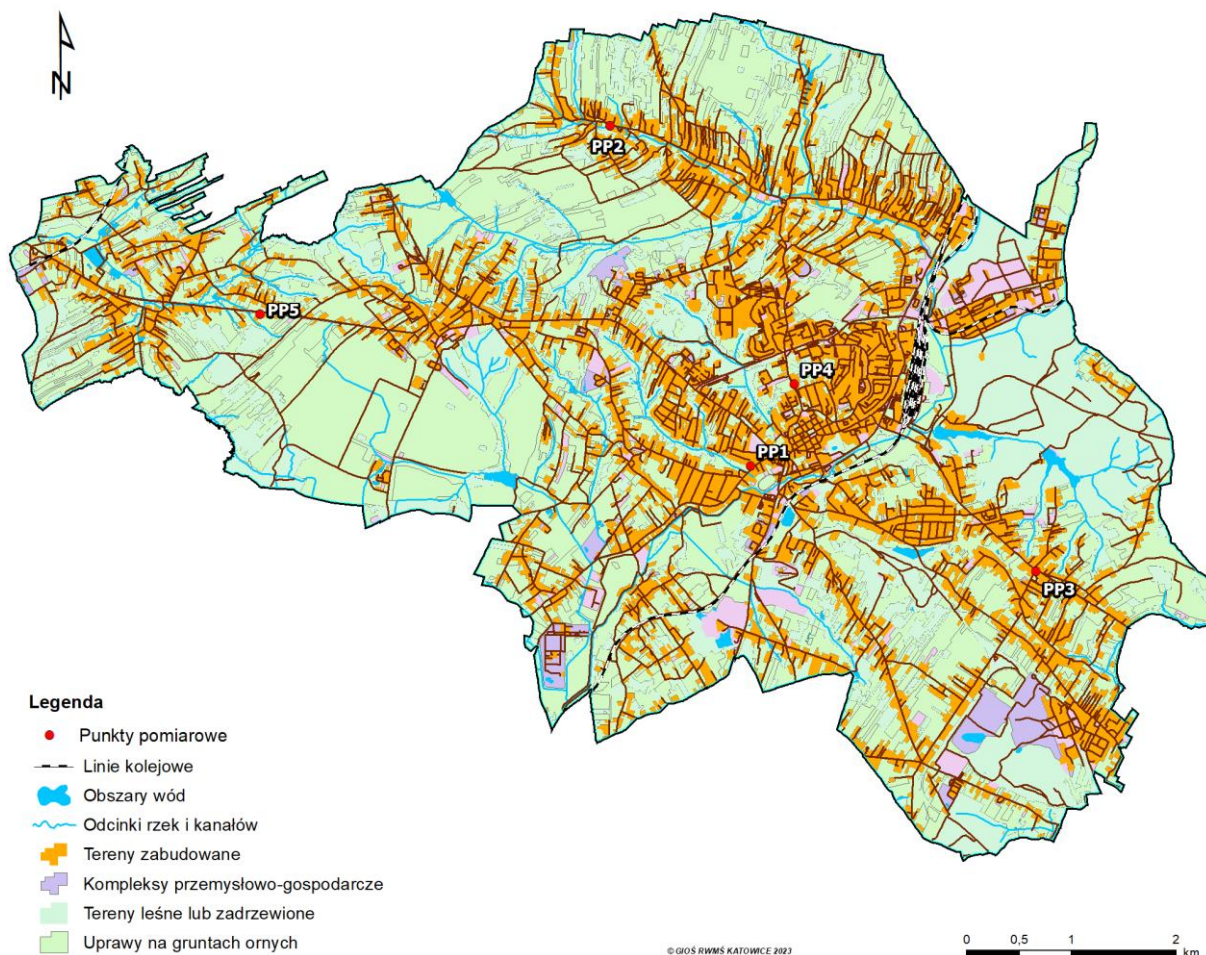 N
PP2
PP5
PP4
PP1
PP3
Legenda
Punkty pomiarowe
Linie kolejowe
Obszary wód
Odcinki rzek i kanałów
Tereny zabudowane
Kompleksy przemysłowo-gospodarcze
Tereny leśne lub zadrzewione
Uprawy na gruntach ornych
© GIOŚ RWMŚ KATOWICE 2023
0 0,5 1 2
km